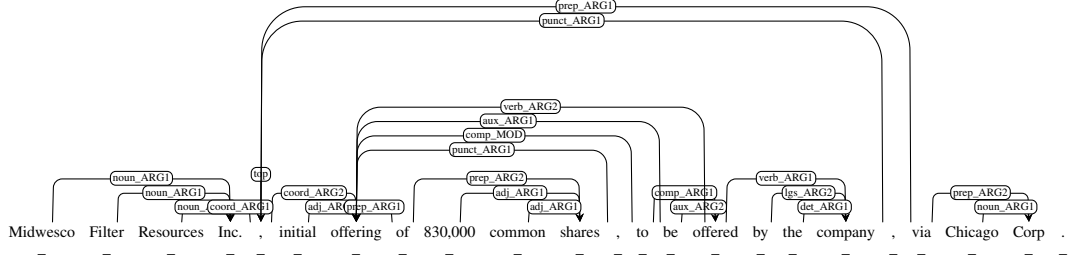 prep_ARG1
punct_ARG1
verb_ARG2
aux_ARG1
comp_MOD
punct_ARG1
noun_ARG1 top prep_ARG2 verb_ARG1
noun_ARG1 coord_ARG2 adj_ARG1 comp_ARG1 lgs_ARG2 prep_ARG2
coord_ARG1 prep_ARG1 adj_ARG1 aux_ARG2 det_ARG1 noun_ARG1
Midwesco Filter Resources Inc. , initial offering of 830,000 common shares , to be offered by the company , via Chicago Corp .
_ _ _ _ _ _ _ _ _ _ _ _ _ _ _ _ _ _ _ _ _ _ _